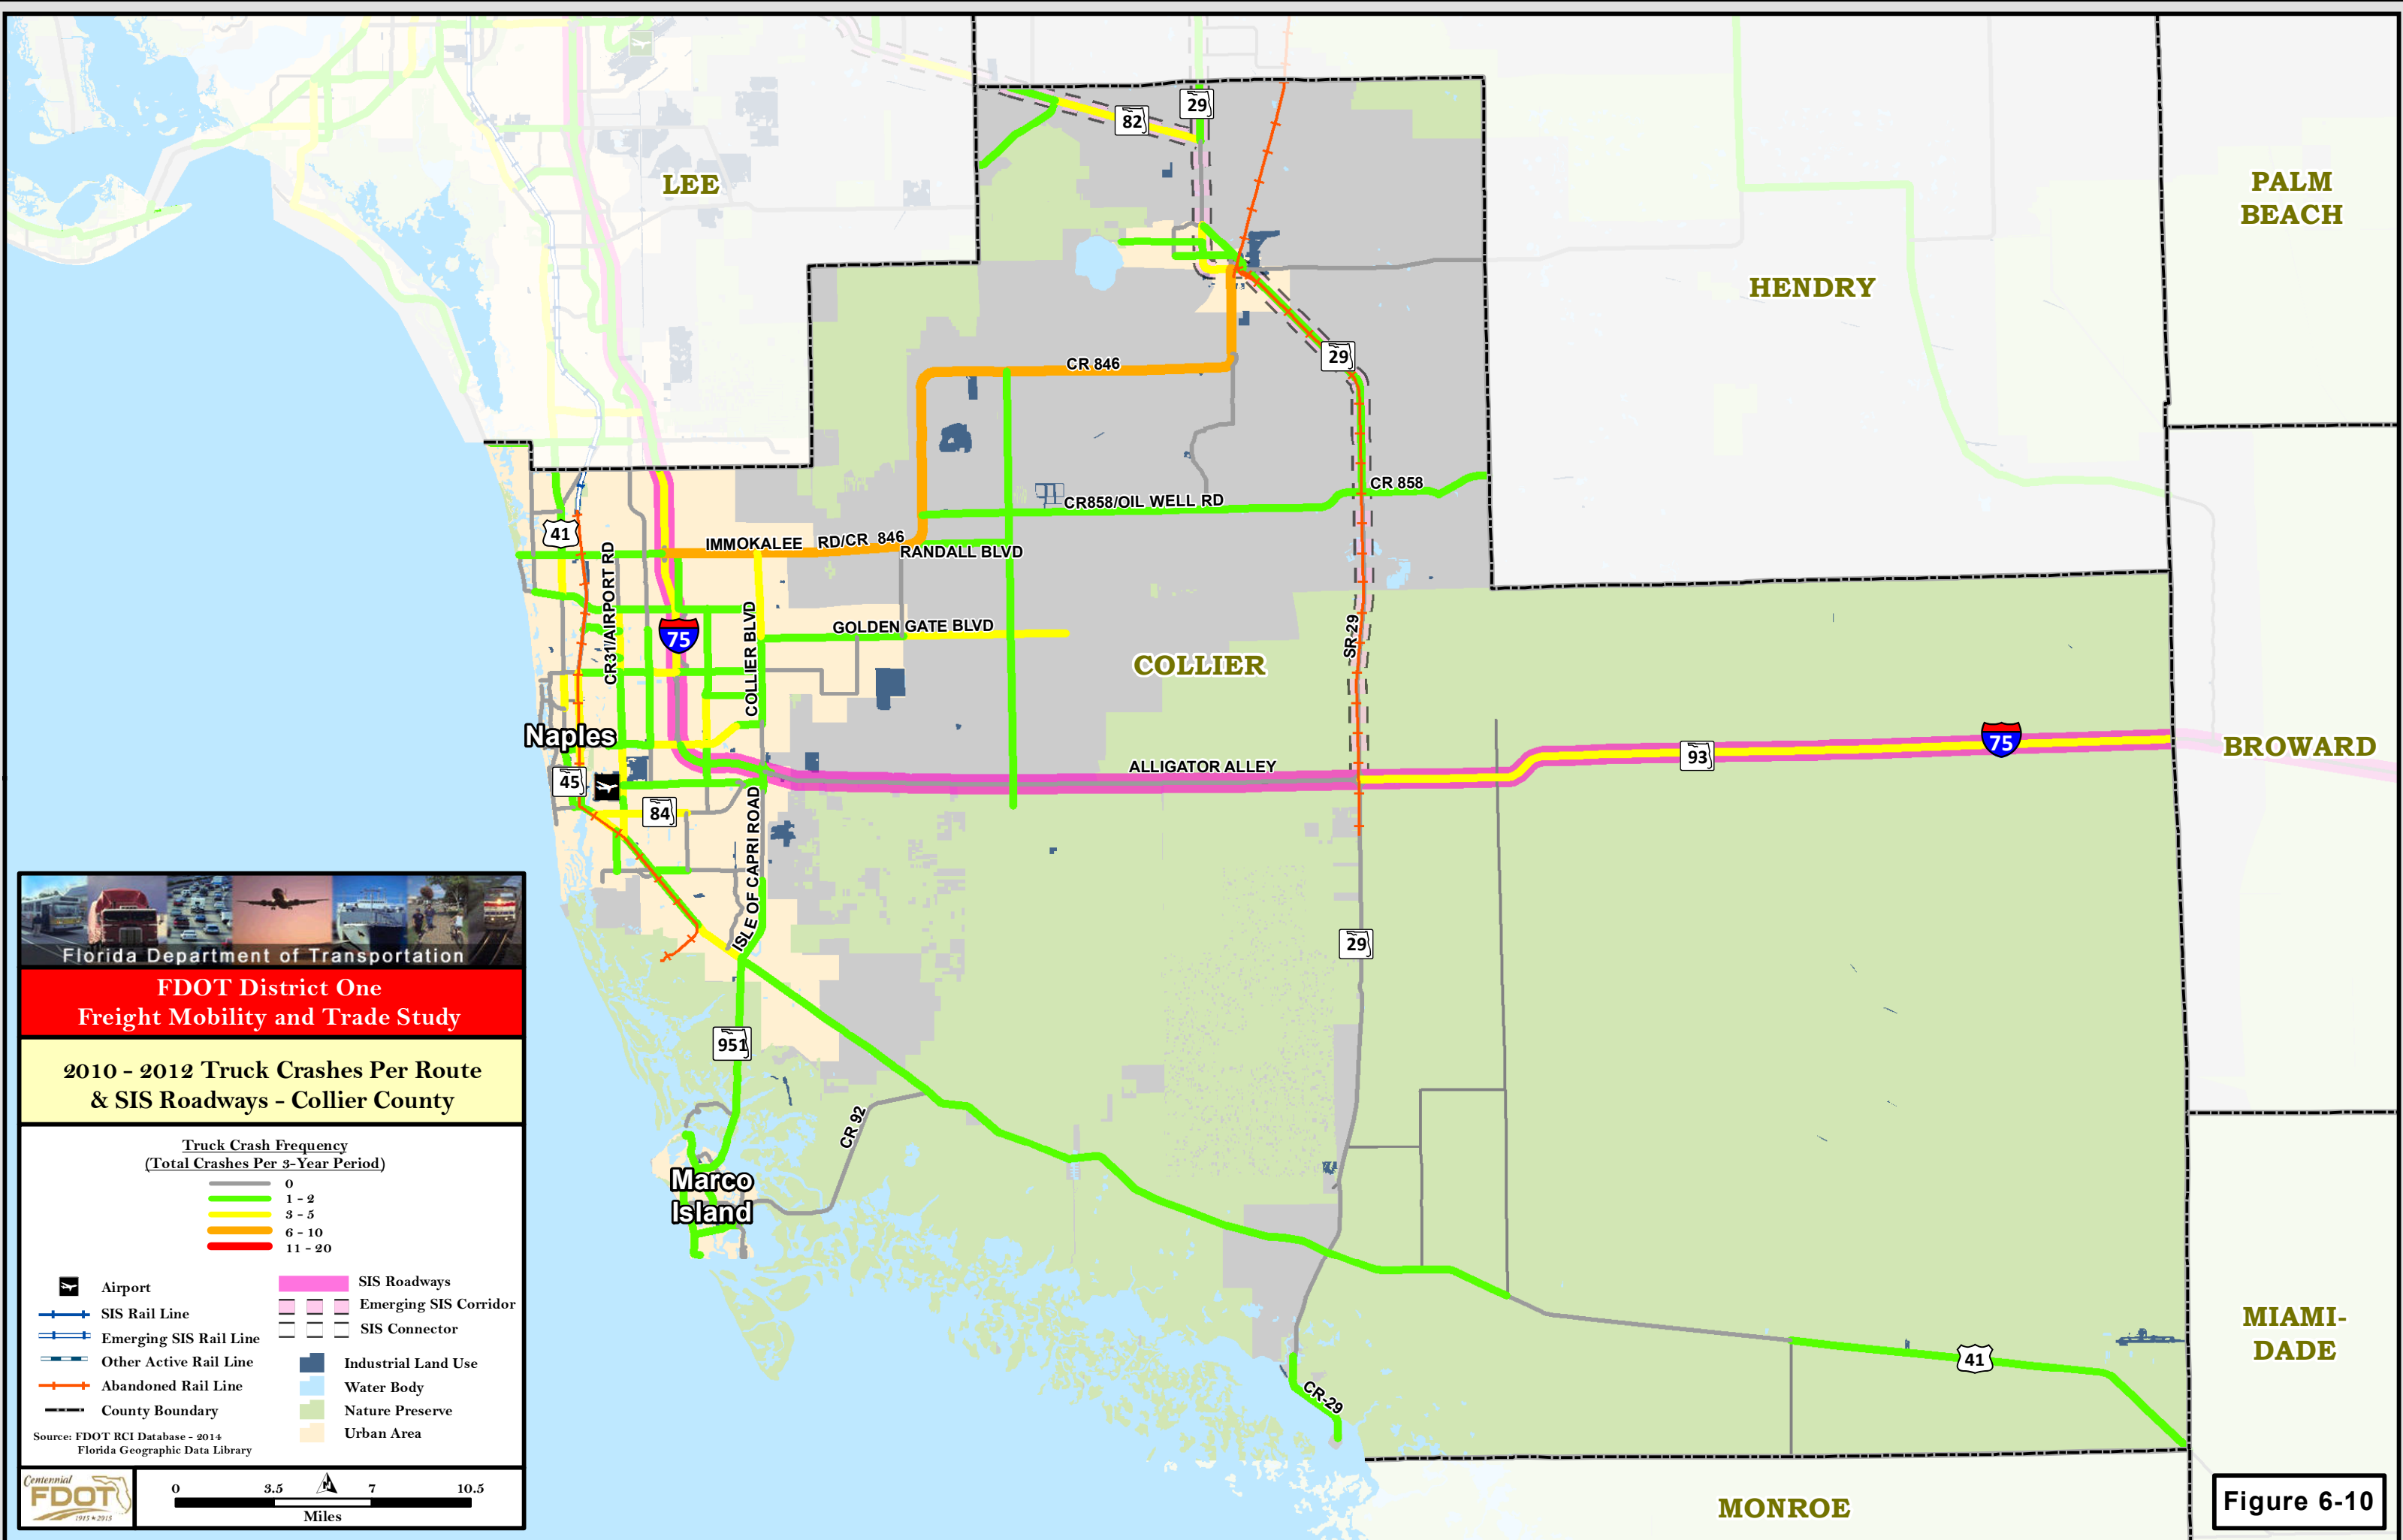 LEE
82
29
PALM
BEACH
HENDRY
29
CR 846
CR 858
CR858/OIL WELL RD
41
IMMOKALEE RD/CR 846
RANDALL BLVD
CR31/AIRPORT RD
COLLIER BLVD
GOLDEN GATE BLVD
75
SR-29
COLLIER
Naples
45
84
ALLIGATOR ALLEY
93
75
BROWARD
ISLE OF CAPRI ROAD
29
951
CR 92
Marco
Island
CR-29
41
MIAMI-
DADE
MONROE
Florida Department of Transportation
FDOT District One
Freight Mobility and Trade Study
2010 - 2012 Truck Crashes Per Route
& SIS Roadways - Collier County
Truck Crash Frequency
(Total Crashes Per 3-Year Period)
0
1 - 2
3 - 5
6 - 10
11 - 20
Airport
SIS Rail Line
Emerging SIS Rail Line
Other Active Rail Line
Abandoned Rail Line
County Boundary
SIS Roadways
Emerging SIS Corridor
SIS Connector
Industrial Land Use
Water Body
Nature Preserve
Urban Area
Source: FDOT RCI Database - 2014
Florida Geographic Data Library
Centennial
FDOT
1915 ★ 2015
0 3.5 7 10.5
Miles
Figure 6-10